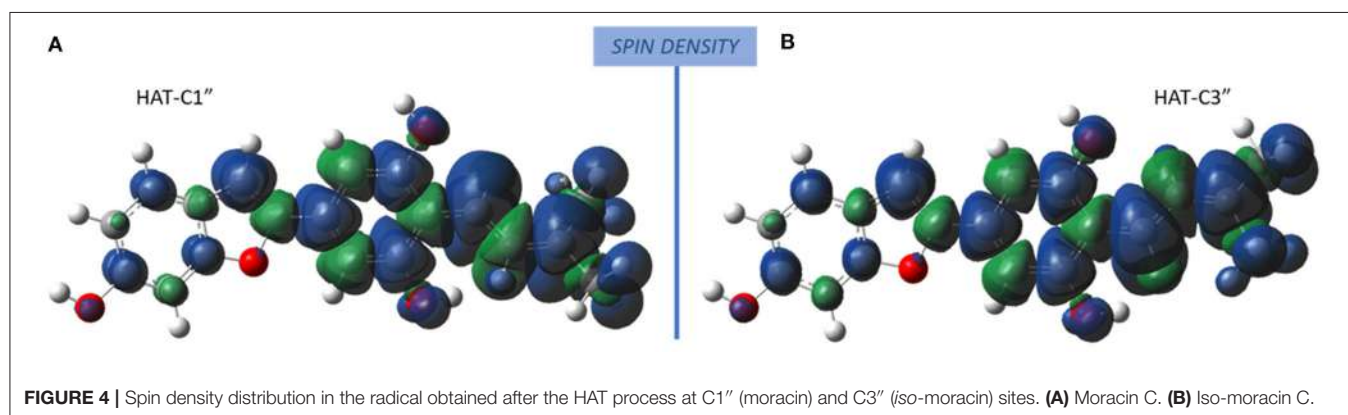 A
SPIN DENSITY
B
HAT-C1″
HAT-C3″
FIGURE 4 | Spin density distribution in the radical obtained after the HAT process at C1″ (moracin) and C3″ (iso-moracin) sites. (A) Moracin C. (B) Iso-moracin C.